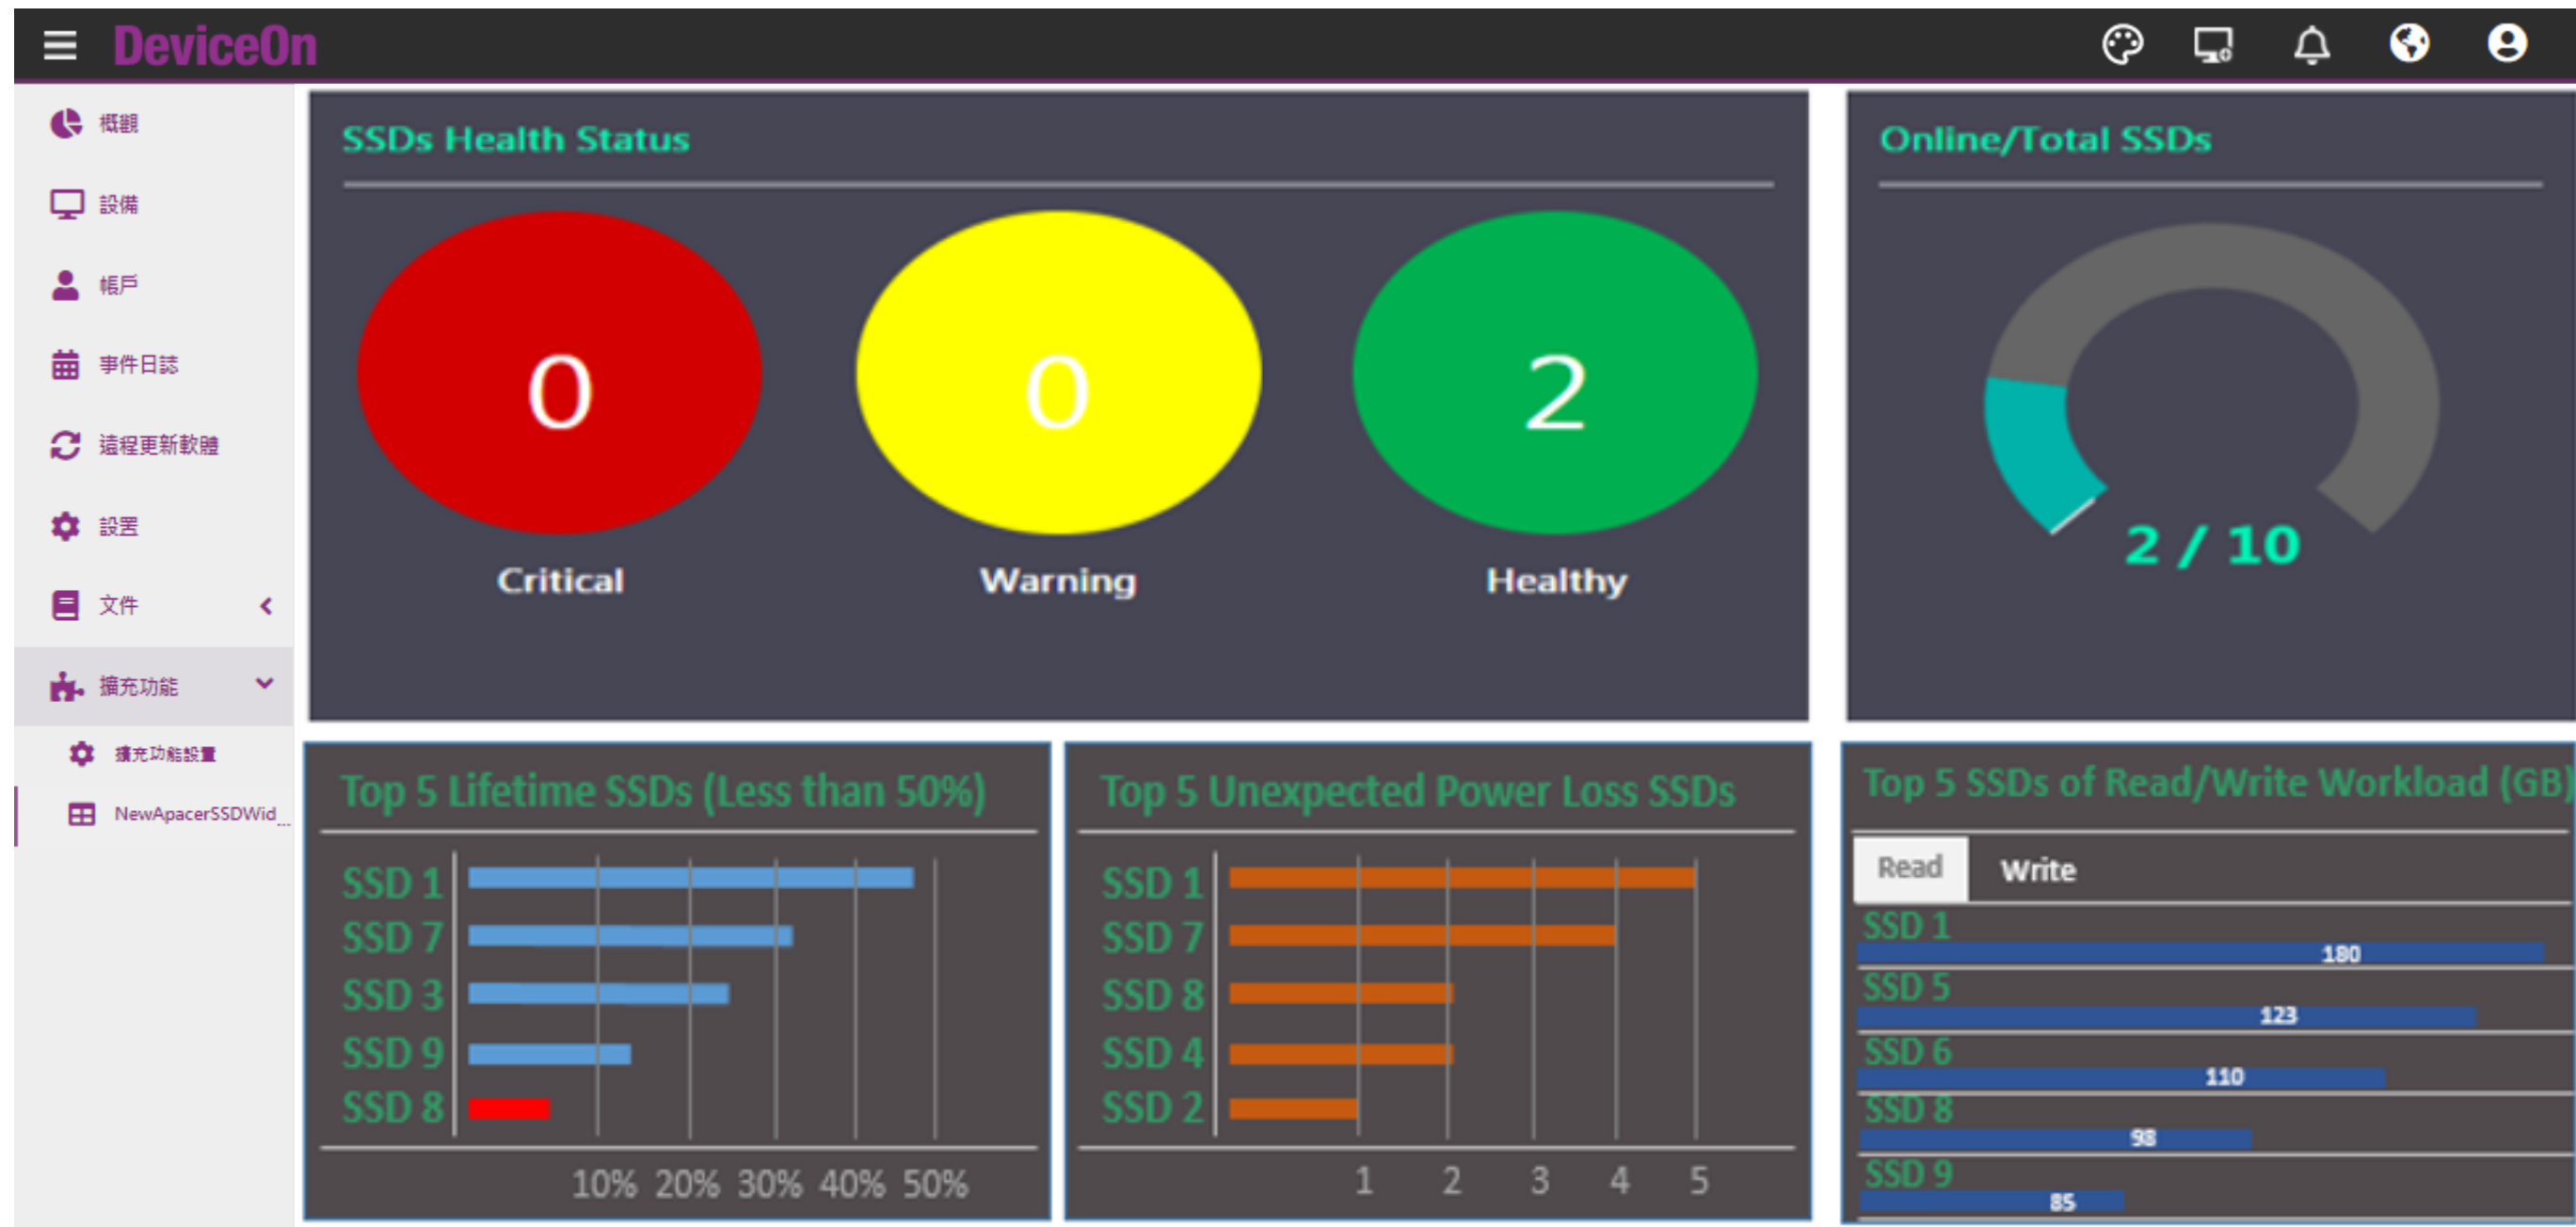 DeviceOn
概觀
設備
帳戶
事件日誌
遠程更新軟體
設置
文件
擴充功能
擴充功能設置
NewApacerSSDWid...
SSDs Health Status
0
0
2
Critical
Warning
Healthy
Online/Total SSDs
2 / 10
Top 5 Lifetime SSDs (Less than 50%)
SSD 1
SSD 7
SSD 3
SSD 9
SSD 8
10% 20% 30% 40% 50%
Top 5 Unexpected Power Loss SSDs
SSD 1
SSD 7
SSD 8
SSD 4
SSD 2
1 2 3 4 5
Top 5 SSDs of Read/Write Workload (GB)
Read Write
SSD 1
180
SSD 5
123
SSD 6
110
SSD 8
98
SSD 9
85